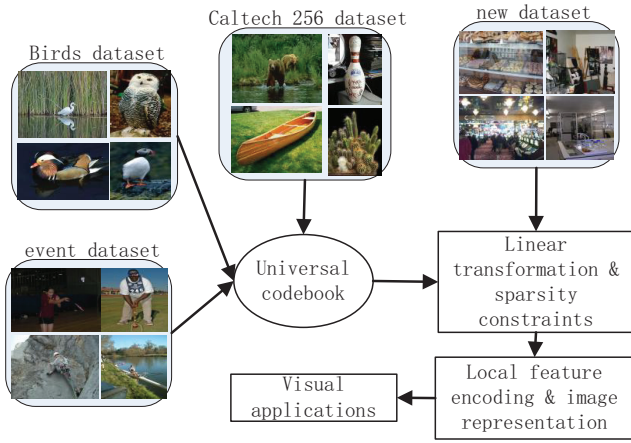 Caltech 256 dataset
new dataset
Birds dataset
event dataset
Universal
codebook
Linear
transformation &
sparsity
constraints
Local feature
encoding & image
representation
Visual
applications